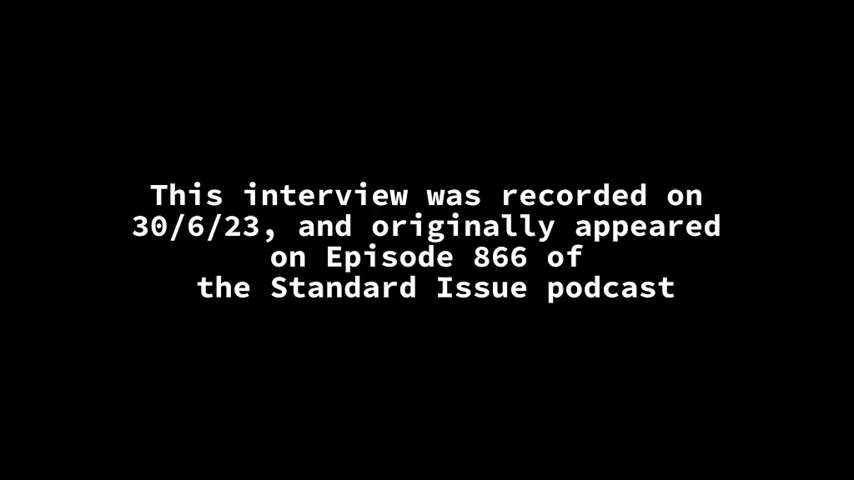 This interview was recorded on
30/6/23, and originally appeared
on Episode 866 of
the Standard Issue podcast